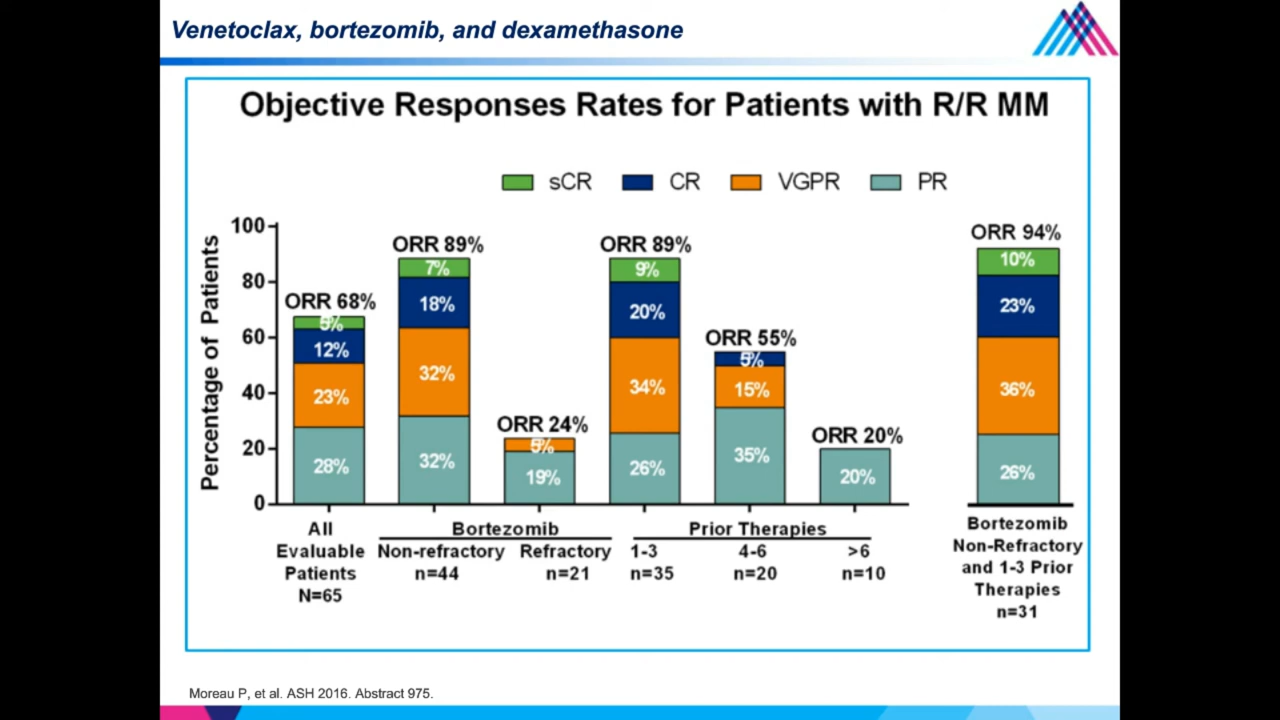 Venetoclax, bortezomib, and dexamethasone
Objective Responses Rates for Patients with R/R MM
sCR CR VGPR PR
Percentage of Patients
100
80
60
40
20
0
ORR 68%
5%
12%
23%
28%
ORR 89%
7%
18%
32%
32%
ORR 24%
5%
19%
ORR 89%
9%
20%
34%
26%
ORR 55%
5%
15%
35%
ORR 20%
20%
ORR 94%
10%
23%
36%
26%
All
Evaluable
Patients
N=65
Bortezomib
Non-refractory Refractory
n=44 n=21
Prior Therapies
1-3 4-6 >6
n=35 n=20 n=10
Bortezomib
Non-Refractory
and 1-3 Prior
Therapies
n=31
Moreau P, et al. ASH 2016. Abstract 975.